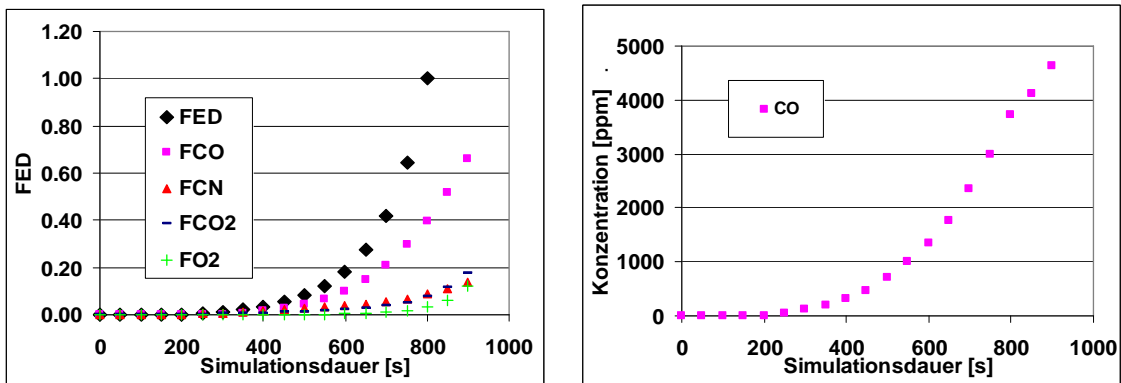 1.20
1.00
0.80
0.60
0.40
0.20
0.00
FED
FED
FCO
FCN
FCO2
FO2
0 200 400 600 800 1000
Simulationsdauer [s]
5000
4000
3000
2000
1000
0
Konzentration [ppm]
CO
0 200 400 600 800 1000
Simulationsdauer [s]